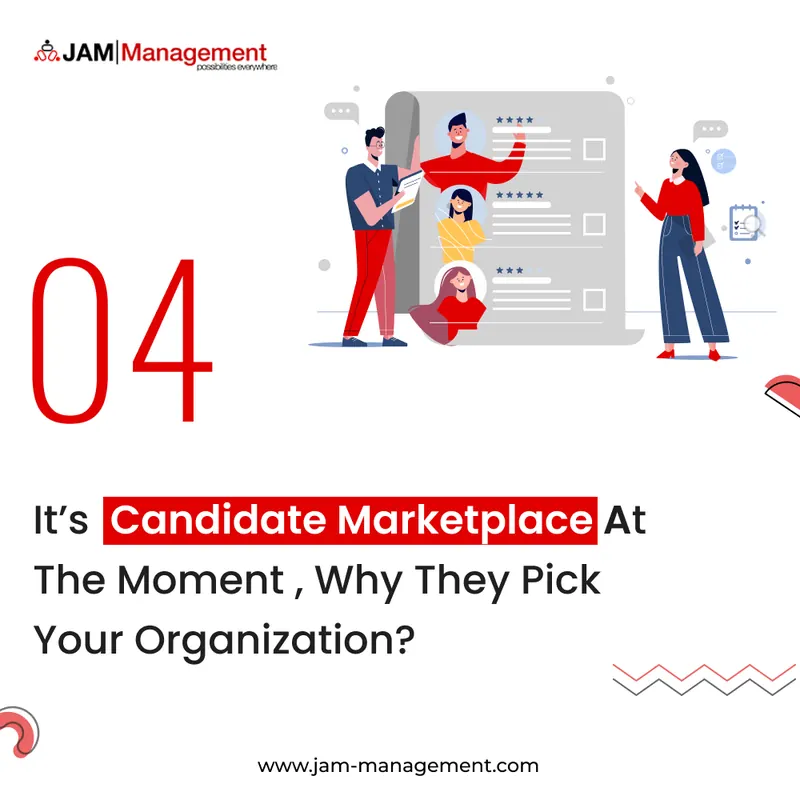 JAM|Management
possibilities everywhere
04
It’s Candidate Marketplace At
The Moment , Why They Pick
Your Organization?
www.jam-management.com